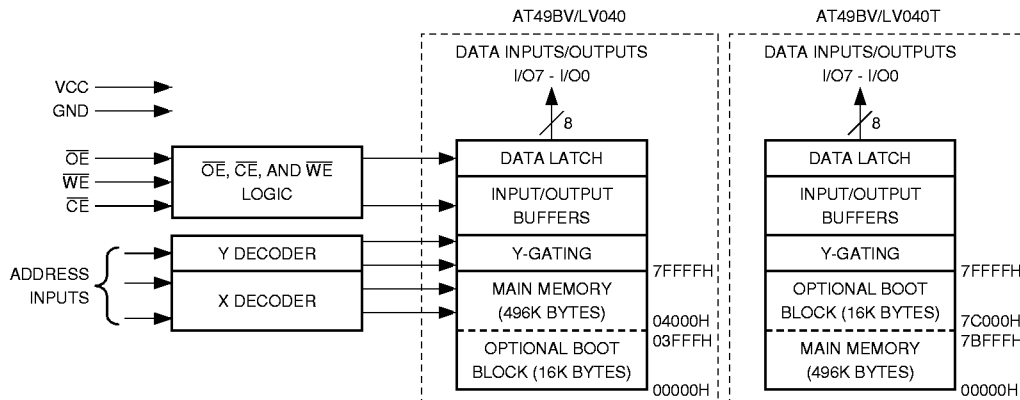 AT49BV/LV040
AT49BV/LV040T
DATA INPUTS/OUTPUTS
I/O7 - I/O0
DATA INPUTS/OUTPUTS
I/O7 - I/O0
VCC
GND
8
8
OE
WE
CE
OE, CE, AND WE
LOGIC
DATA LATCH
INPUT/OUTPUT
BUFFERS
Y-GATING
MAIN MEMORY
(496K BYTES)
OPTIONAL BOOT
BLOCK (16K BYTES)
7FFFFH
04000H
03FFFH
00000H
DATA LATCH
INPUT/OUTPUT
BUFFERS
Y-GATING
OPTIONAL BOOT
BLOCK (16K BYTES)
MAIN MEMORY
(496K BYTES)
7FFFFH
7C000H
7BFFFH
00000H
ADDRESS
INPUTS
Y DECODER
X DECODER